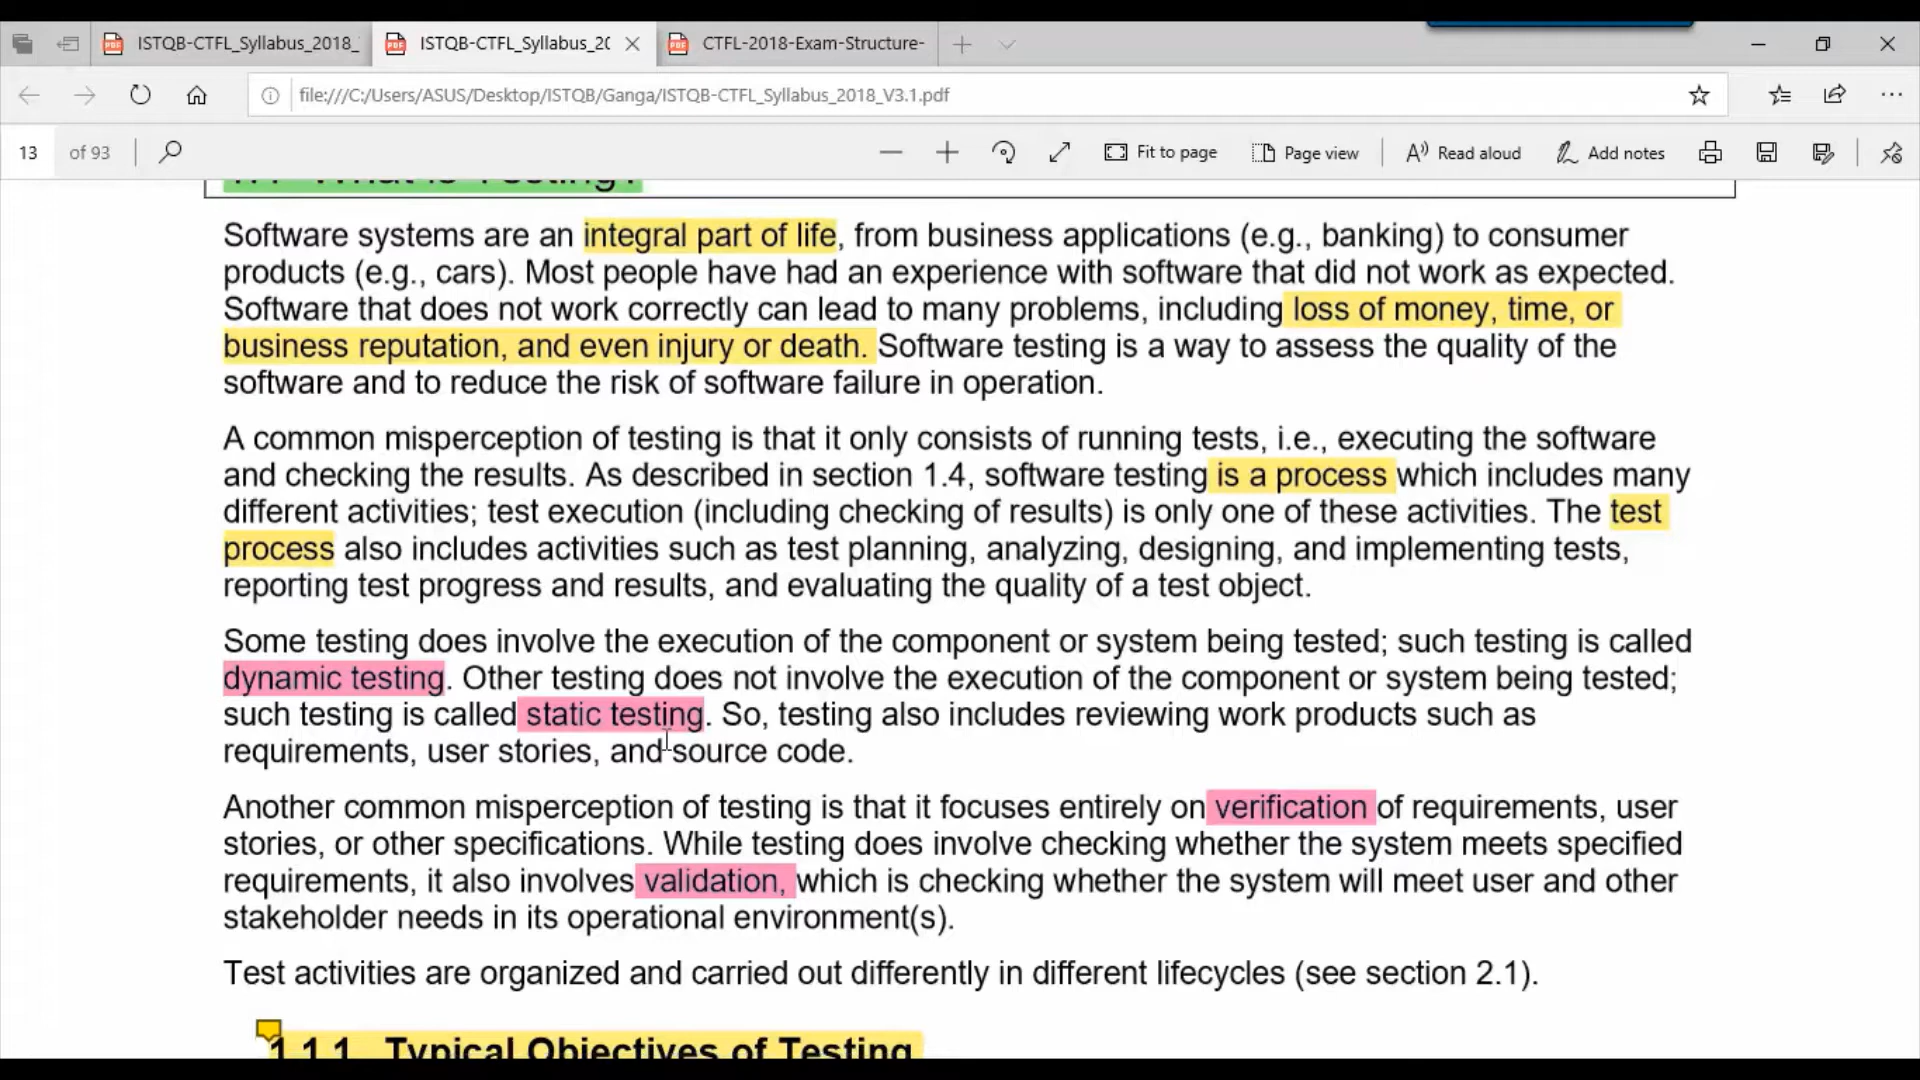 ISTQB-CTFL_Syllabus_2018_
ISTQB-CTFL_Syllabus_20
CTFL-2018-Exam-Structure-
file:///C:/Users/ASUS/Desktop/ISTQB/Ganga/ISTQB-CTFL_Syllabus_2018_V3.1.pdf
13 of 93
Fit to page
Page view
Read aloud
Add notes
1.1 What is Testing?
Software systems are an integral part of life, from business applications (e.g., banking) to consumer
products (e.g., cars). Most people have had an experience with software that did not work as expected.
Software that does not work correctly can lead to many problems, including loss of money, time, or
business reputation, and even injury or death. Software testing is a way to assess the quality of the
software and to reduce the risk of software failure in operation.
A common misperception of testing is that it only consists of running tests, i.e., executing the software
and checking the results. As described in section 1.4, software testing is a process which includes many
different activities; test execution (including checking of results) is only one of these activities. The test
process also includes activities such as test planning, analyzing, designing, and implementing tests,
reporting test progress and results, and evaluating the quality of a test object.
Some testing does involve the execution of the component or system being tested; such testing is called
dynamic testing. Other testing does not involve the execution of the component or system being tested;
such testing is called static testing. So, testing also includes reviewing work products such as
requirements, user stories, and source code.
Another common misperception of testing is that it focuses entirely on verification of requirements, user
stories, or other specifications. While testing does involve checking whether the system meets specified
requirements, it also involves validation, which is checking whether the system will meet user and other
stakeholder needs in its operational environment(s).
Test activities are organized and carried out differently in different lifecycles (see section 2.1).
1.1.1 Typical Objectives of Testing